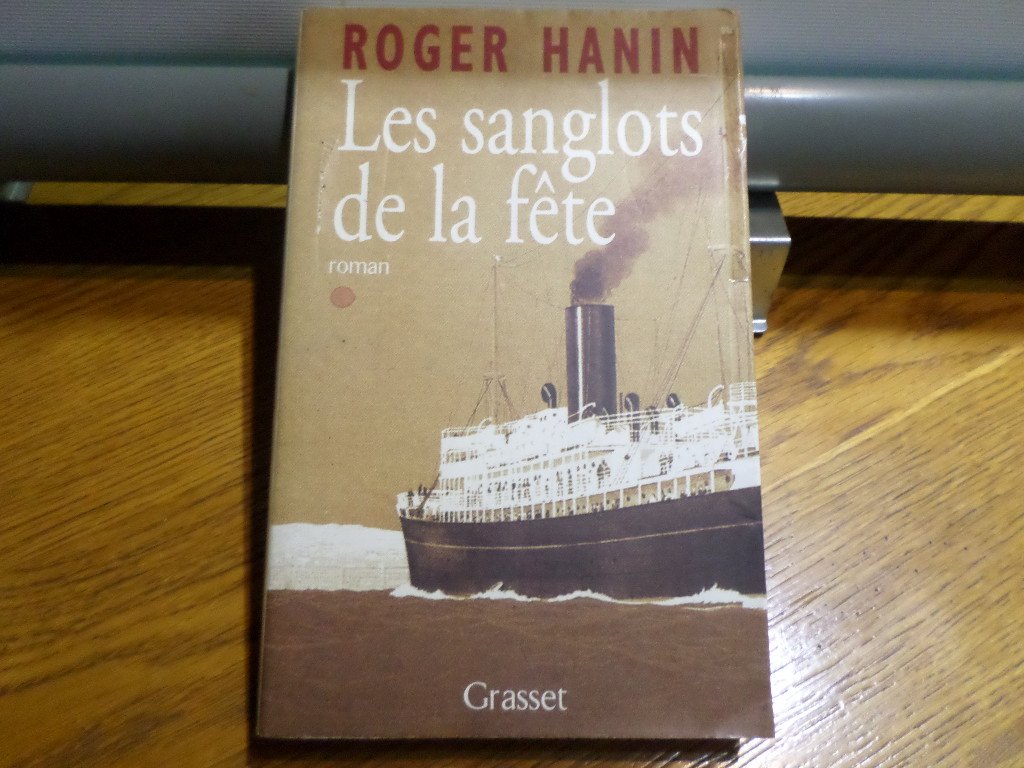 ROGER HANIN
Les sanglots
de la fête
roman
Grasset